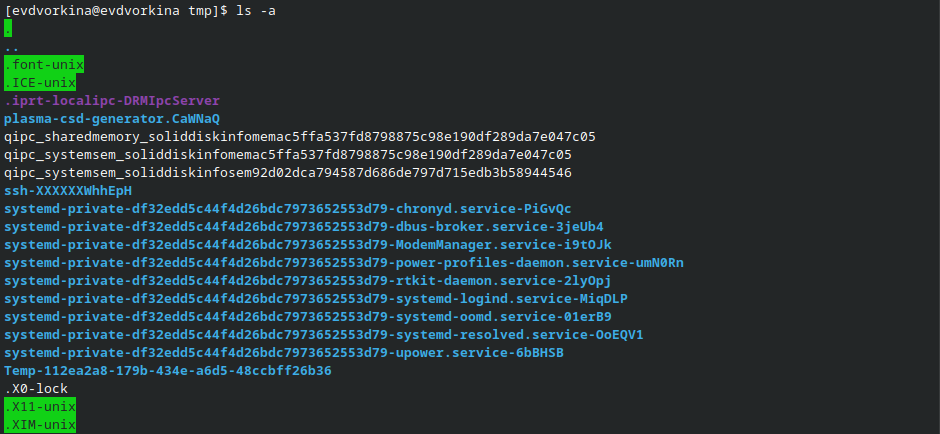 [evdvorkina@evdvorkina tmp]$ ls -a
.
..
.font-unix
.ICE-unix
.iprt-localipc-DRMIpcServer
plasma-csd-generator.CaWNaQ
qipc_sharedmemory_soliddiskinfomemac5ffa537fd8798875c98e190df289da7e047c05
qipc_systemsem_soliddiskinfomemac5ffa537fd8798875c98e190df289da7e047c05
qipc_systemsem_soliddiskinfosem92d02dca794587d686de797d715edb3b58944546
ssh-XXXXXXWhhEpH
systemd-private-df32edd5c44f4d26bdc7973652553d79-chronyd.service-PiGvQc
systemd-private-df32edd5c44f4d26bdc7973652553d79-dbus-broker.service-3jeUb4
systemd-private-df32edd5c44f4d26bdc7973652553d79-ModemManager.service-i9tOJk
systemd-private-df32edd5c44f4d26bdc7973652553d79-power-profiles-daemon.service-umN0Rn
systemd-private-df32edd5c44f4d26bdc7973652553d79-rtkit-daemon.service-2lyOpj
systemd-private-df32edd5c44f4d26bdc7973652553d79-systemd-logind.service-MiqDLP
systemd-private-df32edd5c44f4d26bdc7973652553d79-systemd-oomd.service-01erB9
systemd-private-df32edd5c44f4d26bdc7973652553d79-systemd-resolved.service-OoEQV1
systemd-private-df32edd5c44f4d26bdc7973652553d79-upower.service-6bBHSB
Temp-112ea2a8-179b-434e-a6d5-48ccbff26b36
.X0-lock
.X11-unix
.XIM-unix